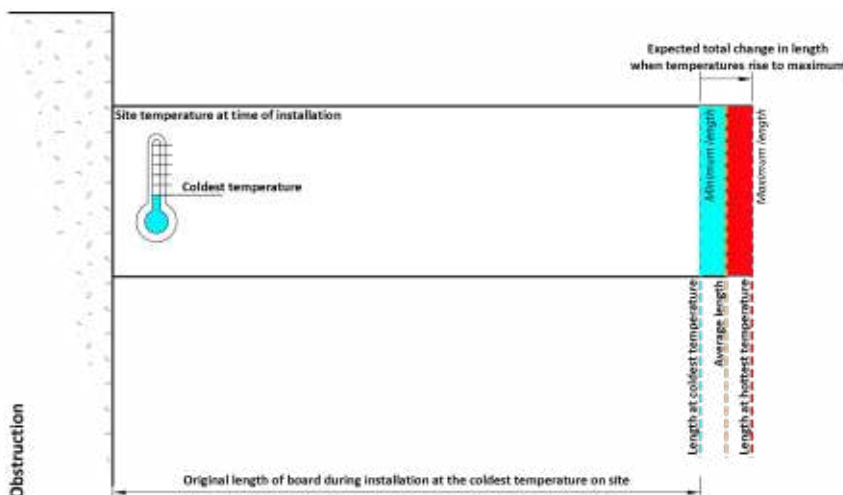 Expected total change in length
when temperatures rise to maximum
Site temperature at time of installation
Coldest temperature
Minimum length
Maximum length
Length at coldest temperature
Average length
Length at hottest temperature
Obstruction
Original length of board during installation at the coldest temperature on site